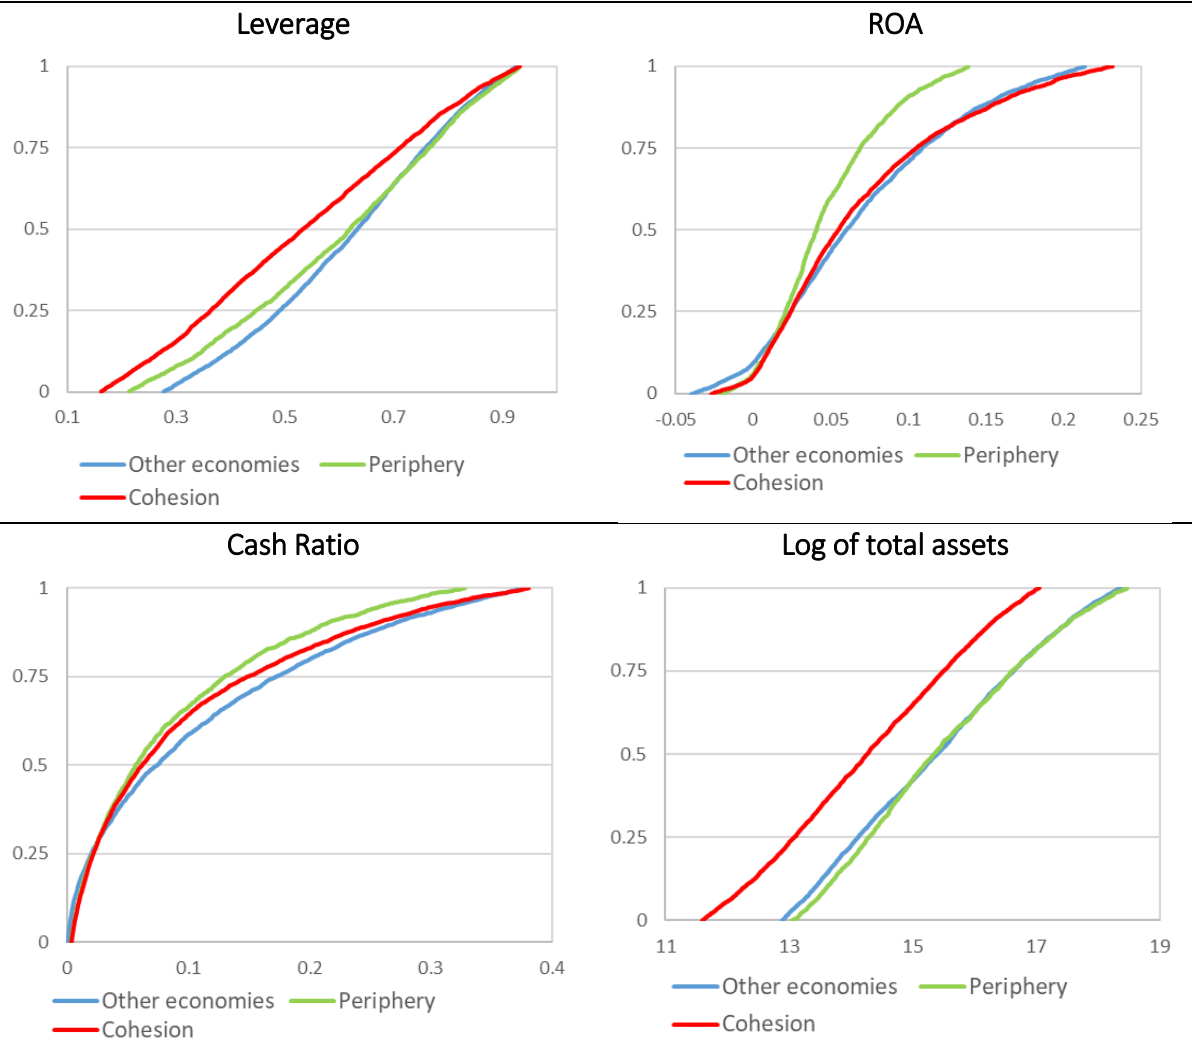 Leverage
1
0.75
0.5
0.25
0
0.1 0.3 0.5 0.7 0.9
Other economies Periphery
Cohesion
ROA
1
0.75
0.5
0.25
0
-0.05 0 0.05 0.1 0.15 0.2 0.25
Other economies Periphery
Cohesion
Cash Ratio
1
0.75
0.5
0.25
0
0 0.1 0.2 0.3 0.4
Other economies Periphery
Cohesion
Log of total assets
1
0.75
0.5
0.25
0
11 13 15 17 19
Other economies Periphery
Cohesion